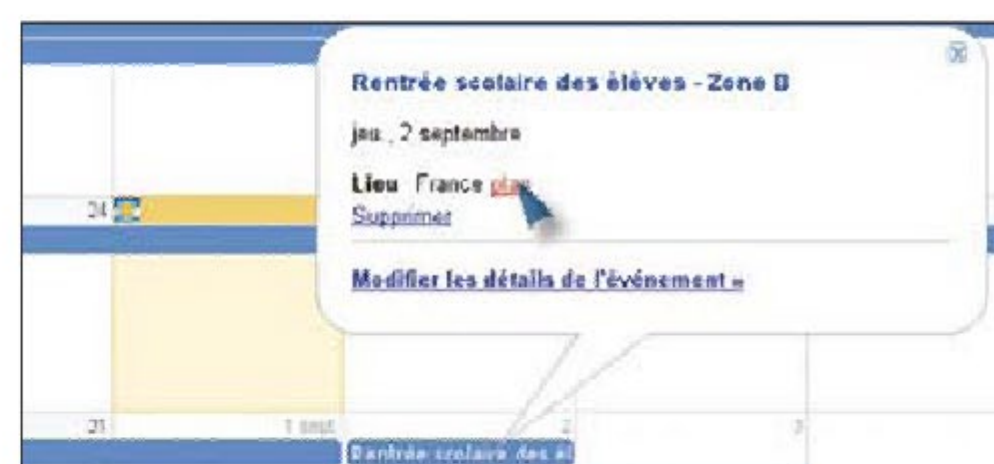 Rentrée scolaire des élèves - Zone B
jeu., 2 septembre
Lieu France plan
24
Supprimer
Modifier les détails de l'événement »
1 sept. 2 3
Rentrée scolaire des él